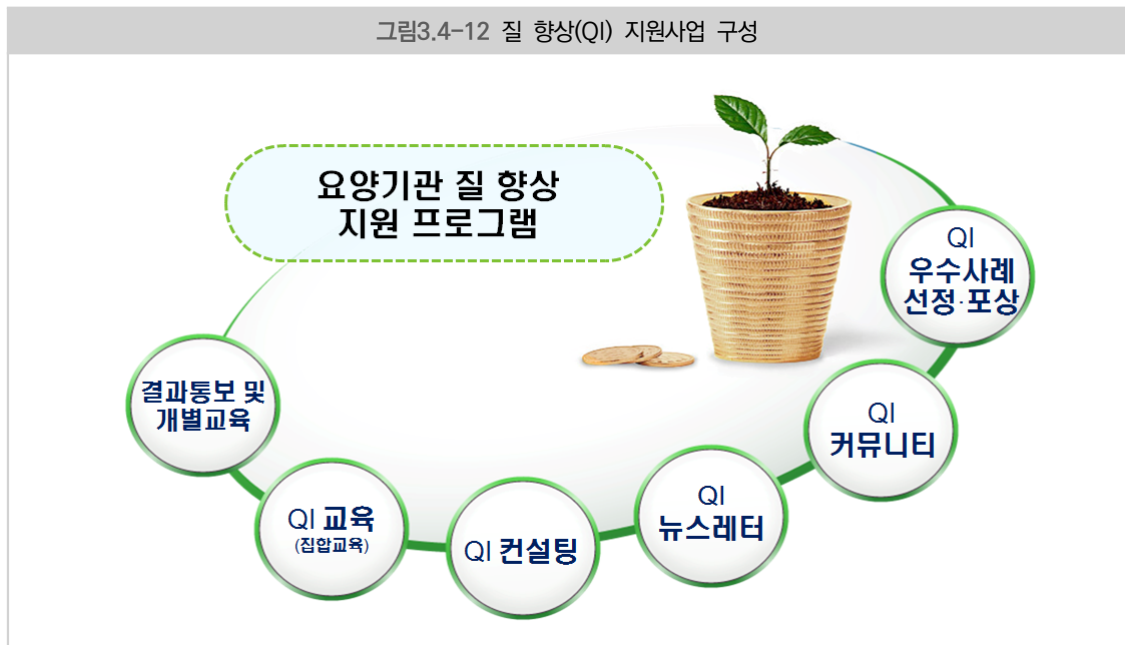 그림3.4-12 질 향상(QI) 지원사업 구성
요양기관 질 향상
지원 프로그램
결과통보 및
개별교육
QI 교육
(집합교육)
QI 컨설팅
QI
뉴스레터
QI
커뮤니티
QI
우수사례
선정·포상